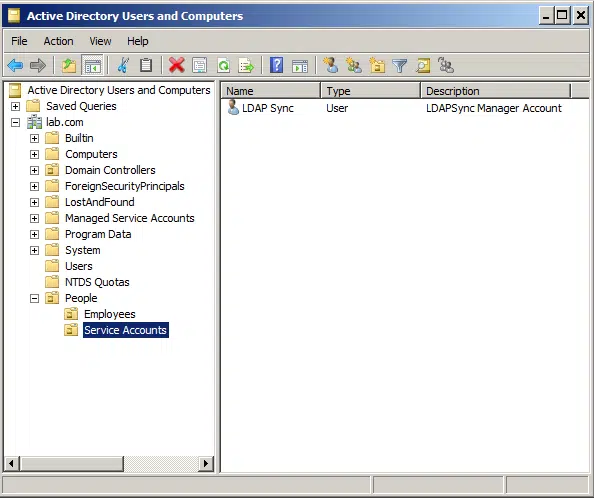 Active Directory Users and Computers
File Action View Help
Active Directory Users and Computers
Saved Queries
lab.com
Builtin
Computers
Domain Controllers
ForeignSecurityPrincipals
LostAndFound
Managed Service Accounts
Program Data
System
Users
NTDS Quotas
People
Employees
Service Accounts
Name Type Description
LDAP Sync User LDAPSync Manager Account